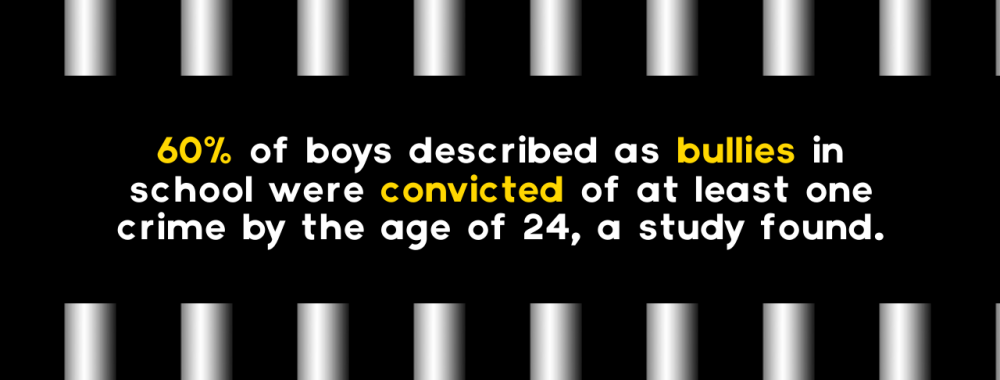 60% of boys described as bullies in
school were convicted of at least one
crime by the age of 24, a study found.